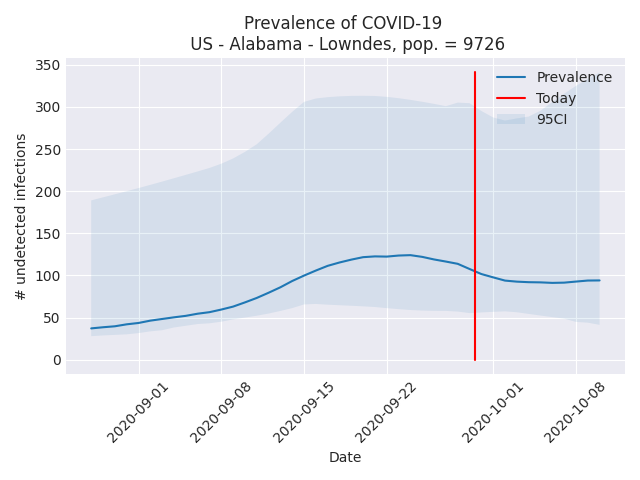 Prevalence of COVID-19
US - Alabama - Lowndes, pop. = 9726
350
300
250
200
150
100
50
0
# undetected infections
Prevalence
Today
95CI
2020-09-01
2020-09-08
2020-09-15
2020-09-22
2020-10-01
2020-10-08
Date